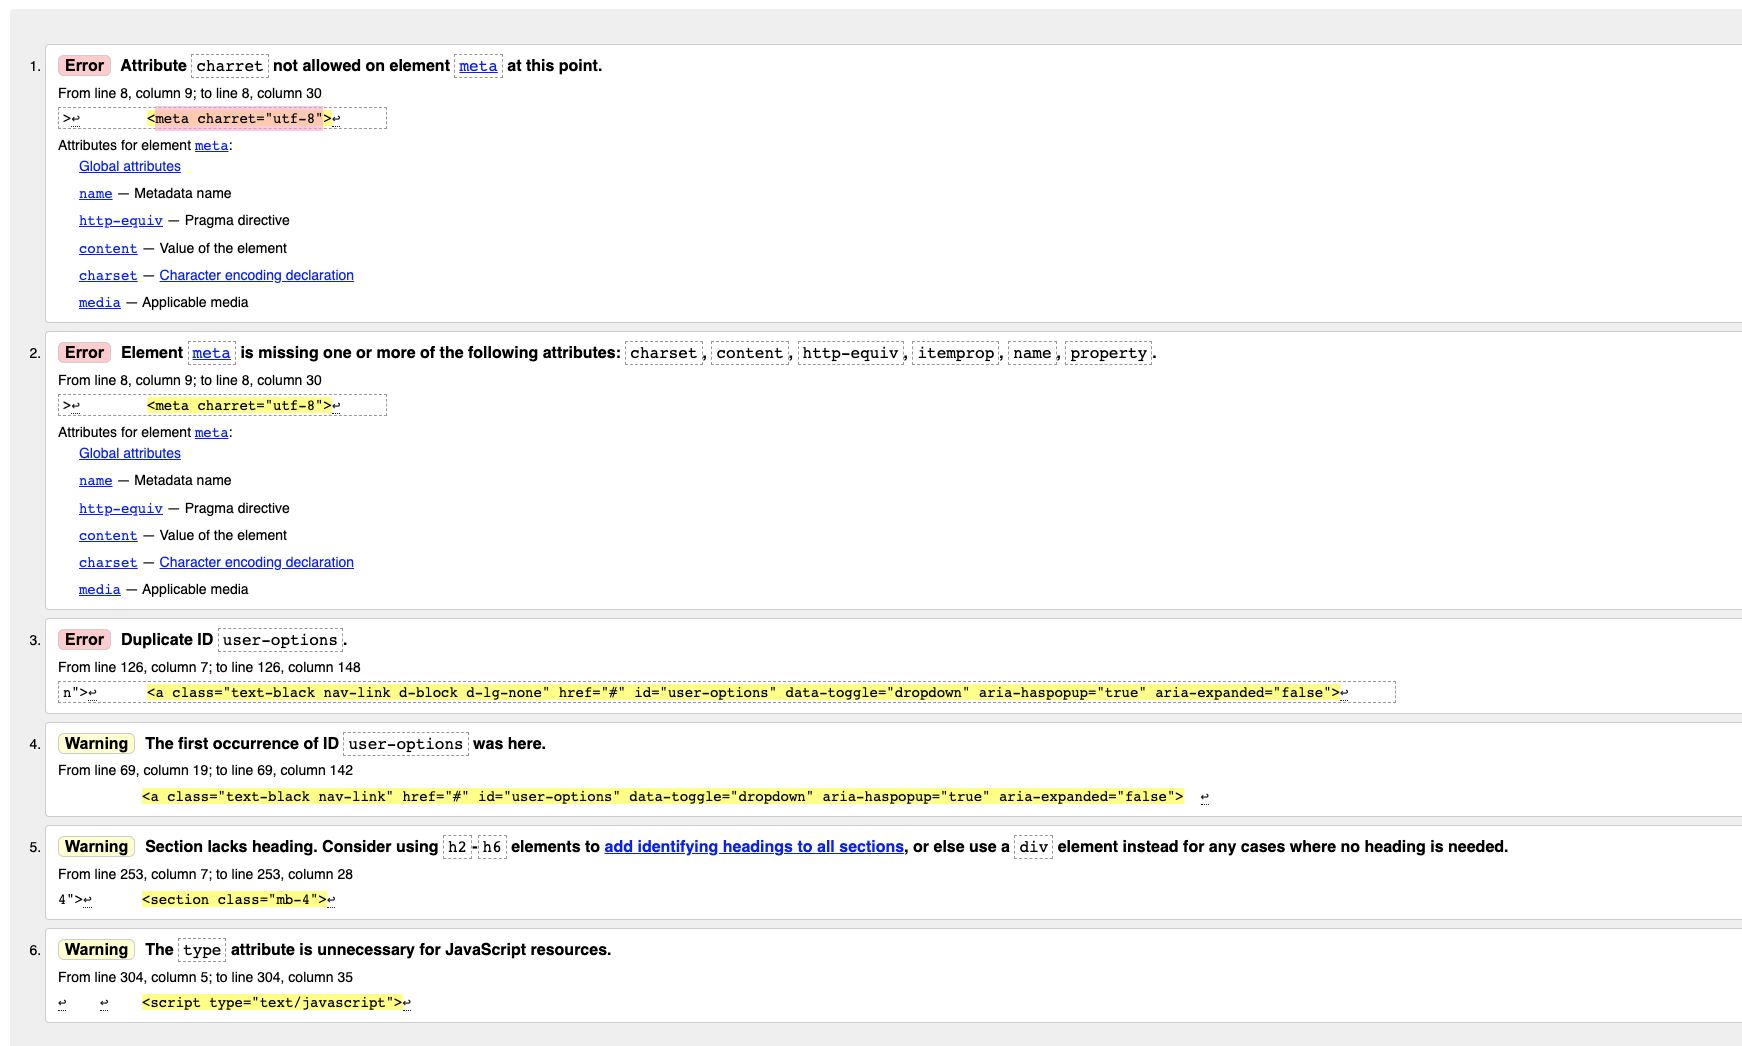 1. Error Attribute charret not allowed on element meta at this point.
From line 8, column 9; to line 8, column 30
>↩ <meta charret="utf-8">↩
Attributes for element meta:
Global attributes
name — Metadata name
http-equiv — Pragma directive
content — Value of the element
charset — Character encoding declaration
media — Applicable media
2. Error Element meta is missing one or more of the following attributes: charset, content, http-equiv, itemprop, name, property.
From line 8, column 9; to line 8, column 30
>↩ <meta charret="utf-8">↩
Attributes for element meta:
Global attributes
name — Metadata name
http-equiv — Pragma directive
content — Value of the element
charset — Character encoding declaration
media — Applicable media
3. Error Duplicate ID user-options.
From line 126, column 7; to line 126, column 148
n">↩ <a class="text-black nav-link d-block d-lg-none" href="#" id="user-options" data-toggle="dropdown" aria-haspopup="true" aria-expanded="false">↩
4. Warning The first occurrence of ID user-options was here.
From line 69, column 19; to line 69, column 142
<a class="text-black nav-link" href="#" id="user-options" data-toggle="dropdown" aria-haspopup="true" aria-expanded="false"> ↩
5. Warning Section lacks heading. Consider using h2-h6 elements to add identifying headings to all sections, or else use a div element instead for any cases where no heading is needed.
From line 253, column 7; to line 253, column 28
4">↩ <section class="mb-4">↩
6. Warning The type attribute is unnecessary for JavaScript resources.
From line 304, column 5; to line 304, column 35
↩ ↩ <script type="text/javascript">↩